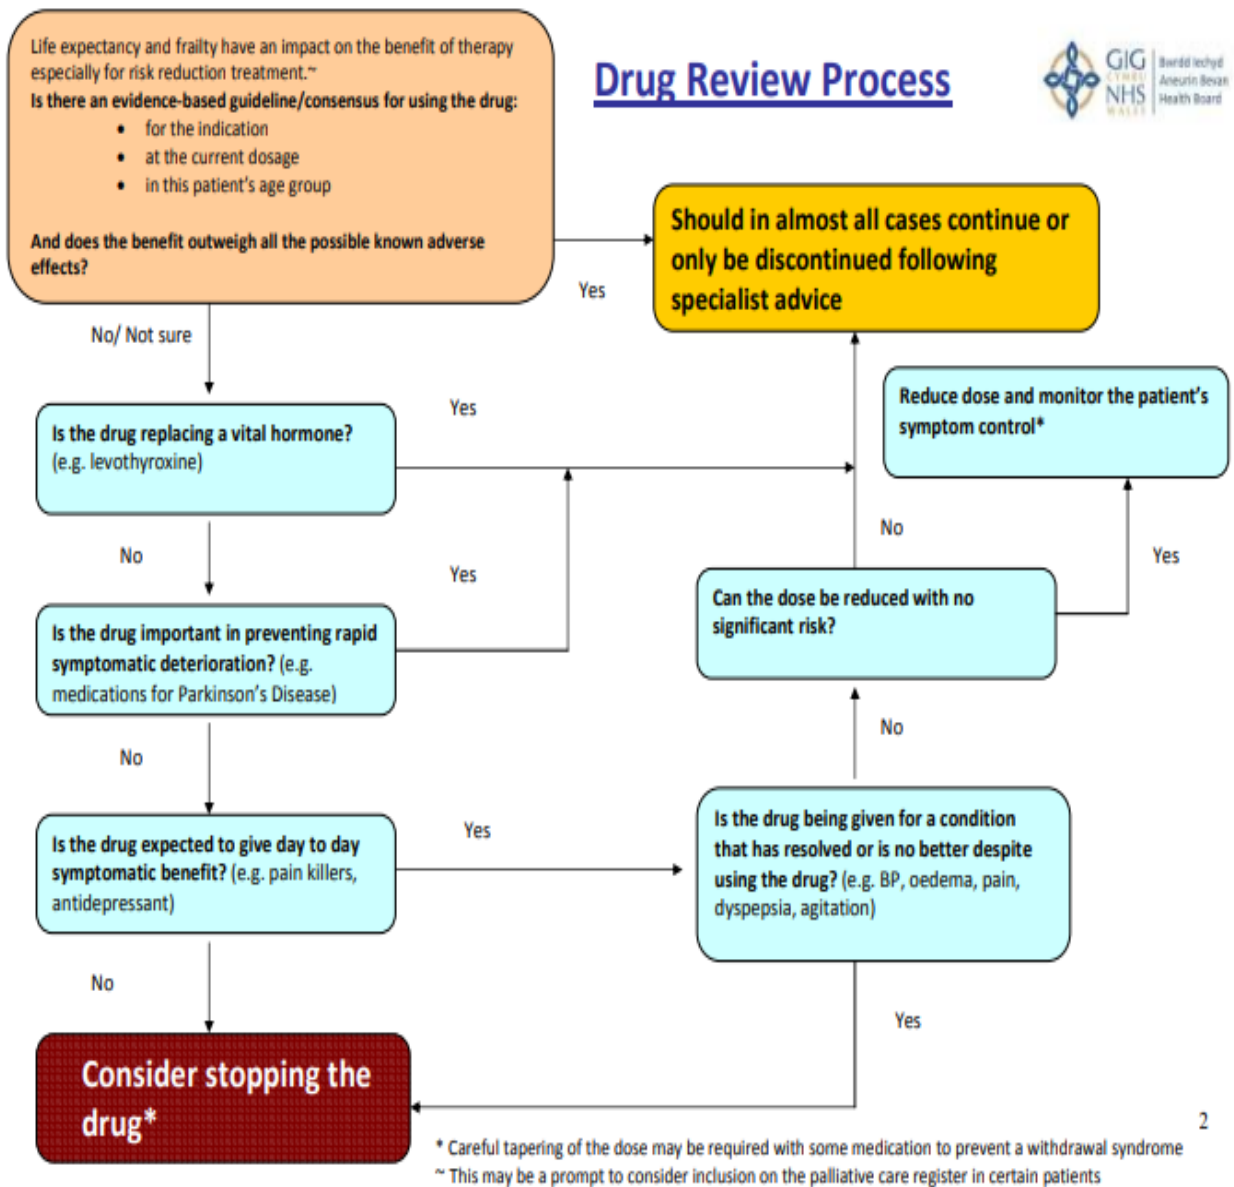 Life expectancy and frailty have an impact on the benefit of therapy
especially for risk reduction treatment.~
Is there an evidence-based guideline/consensus for using the drug:
• for the indication
• at the current dosage
• in this patient's age group
And does the benefit outweigh all the possible known adverse
effects?
Drug Review Process
GIG
CYMRU
NHS
WALES
Bwrdd Iechyd
Aneurin Bevan
Health Board
Yes
Should in almost all cases continue or
only be discontinued following
specialist advice
No/ Not sure
Is the drug replacing a vital hormone?
(e.g. levothyroxine)
Yes
Reduce dose and monitor the patient's
symptom control*
No
Yes
No
Yes
Is the drug important in preventing rapid
symptomatic deterioration? (e.g.
medications for Parkinson's Disease)
Can the dose be reduced with no
significant risk?
No
No
Is the drug expected to give day to day
symptomatic benefit? (e.g. pain killers,
antidepressant)
Yes
Is the drug being given for a condition
that has resolved or is no better despite
using the drug? (e.g. BP, oedema, pain,
dyspepsia, agitation)
No
Yes
Consider stopping the
drug*
2
* Careful tapering of the dose may be required with some medication to prevent a withdrawal syndrome
~ This may be a prompt to consider inclusion on the palliative care register in certain patients